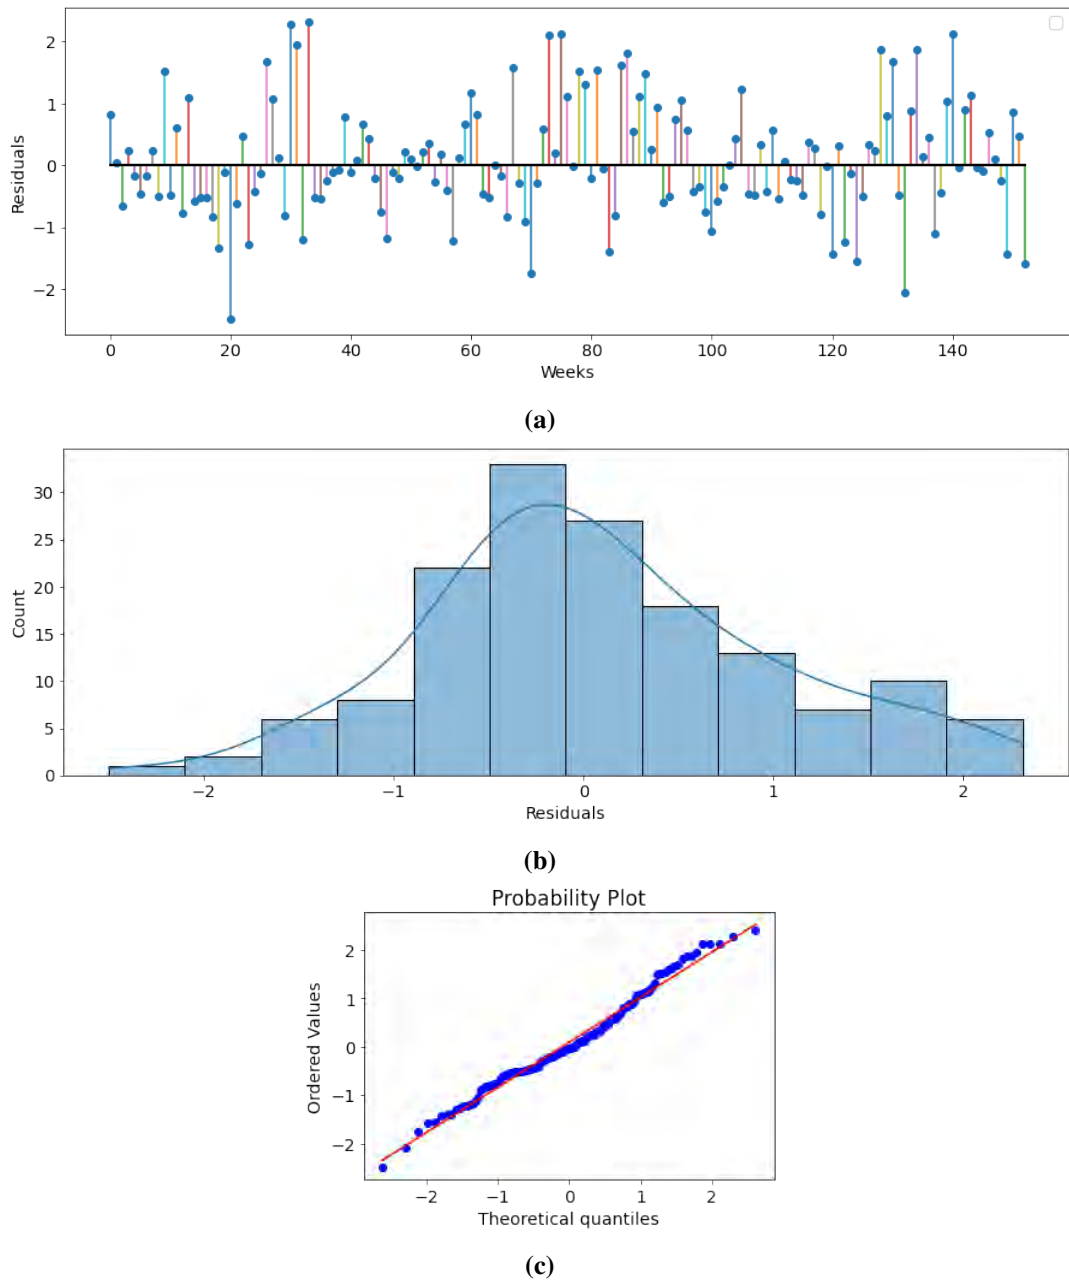 Residuals
2
1
0
−1
−2
0 20 40 60 80 100 120 140
Weeks
(a)
Count
30
25
20
15
10
5
0
−2 −1 0 1 2
Residuals
(b)
Probability Plot
Ordered Values
2
1
0
−1
−2
−2 −1 0 1 2
Theoretical quantiles
(c)